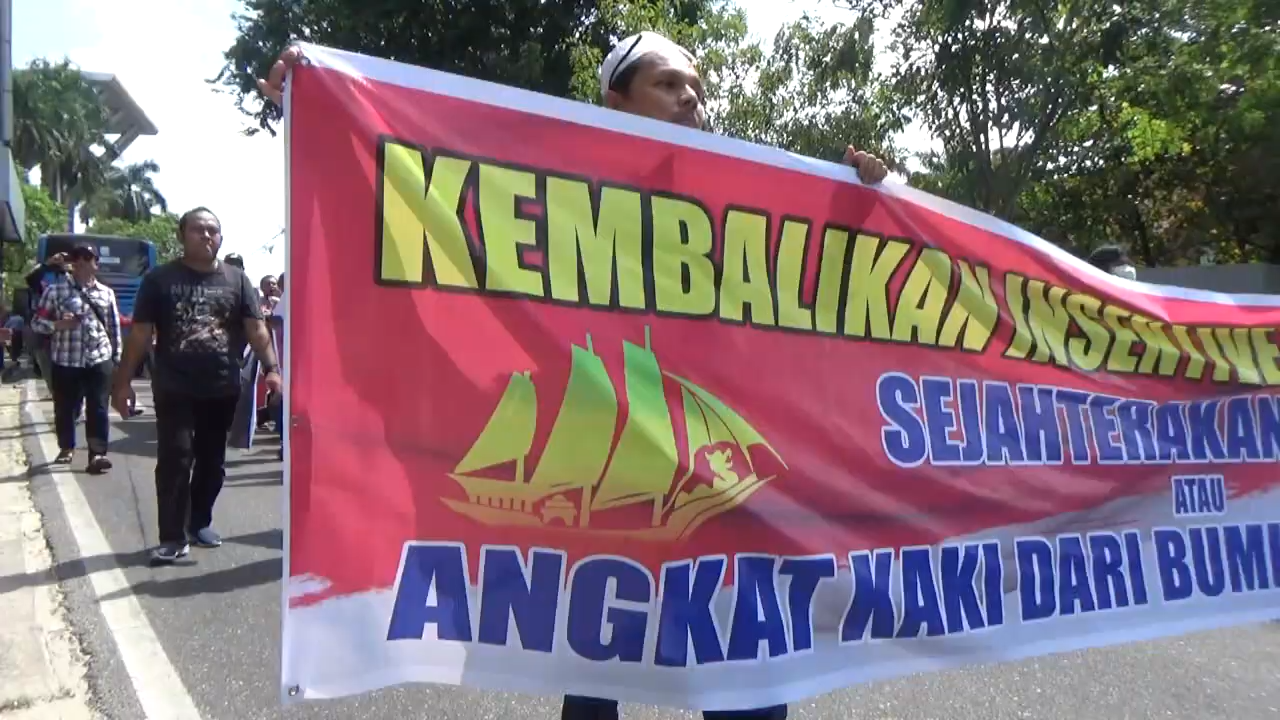 KEMBALIKAN INSENTIVE
SEJAHTERAKAN
ATAU
ANGKAT KAKI DARI BUMI